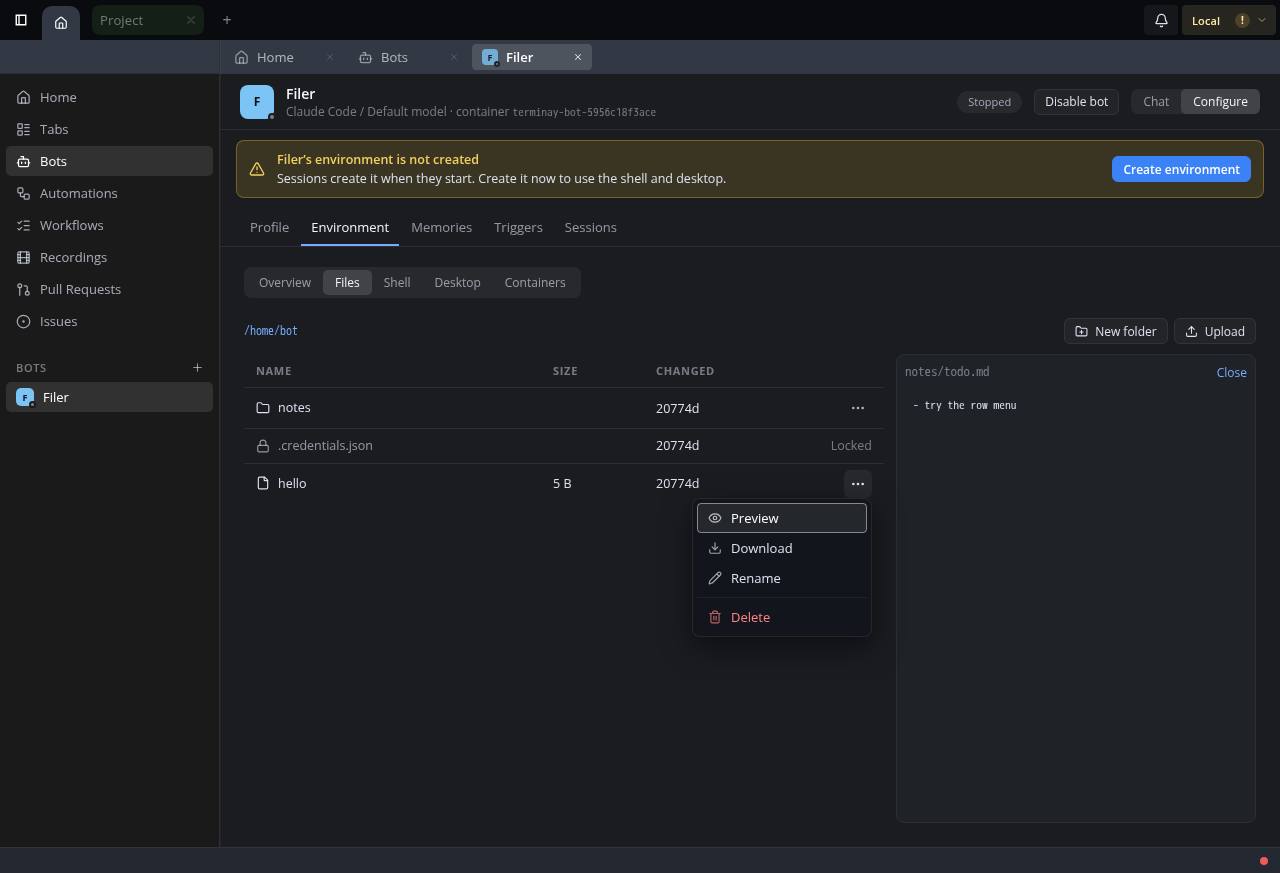 Project
Local
!
Home
Bots
F
Filer
Home
Tabs
Bots
Automations
Workflows
Recordings
Pull Requests
Issues
BOTS
F
Filer
F
Filer
Claude Code / Default model · container terminay-bot-5956c18f3ace
Stopped
Disable bot
Chat
Configure
Filer’s environment is not created
Sessions create it when they start. Create it now to use the shell and desktop.
Create environment
Profile
Environment
Memories
Triggers
Sessions
Overview
Files
Shell
Desktop
Containers
/home/bot
New folder
Upload
NAME
SIZE
CHANGED
notes
20774d
.credentials.json
20774d
Locked
hello
5 B
20774d
Preview
Download
Rename
Delete
notes/todo.md
Close
- try the row menu